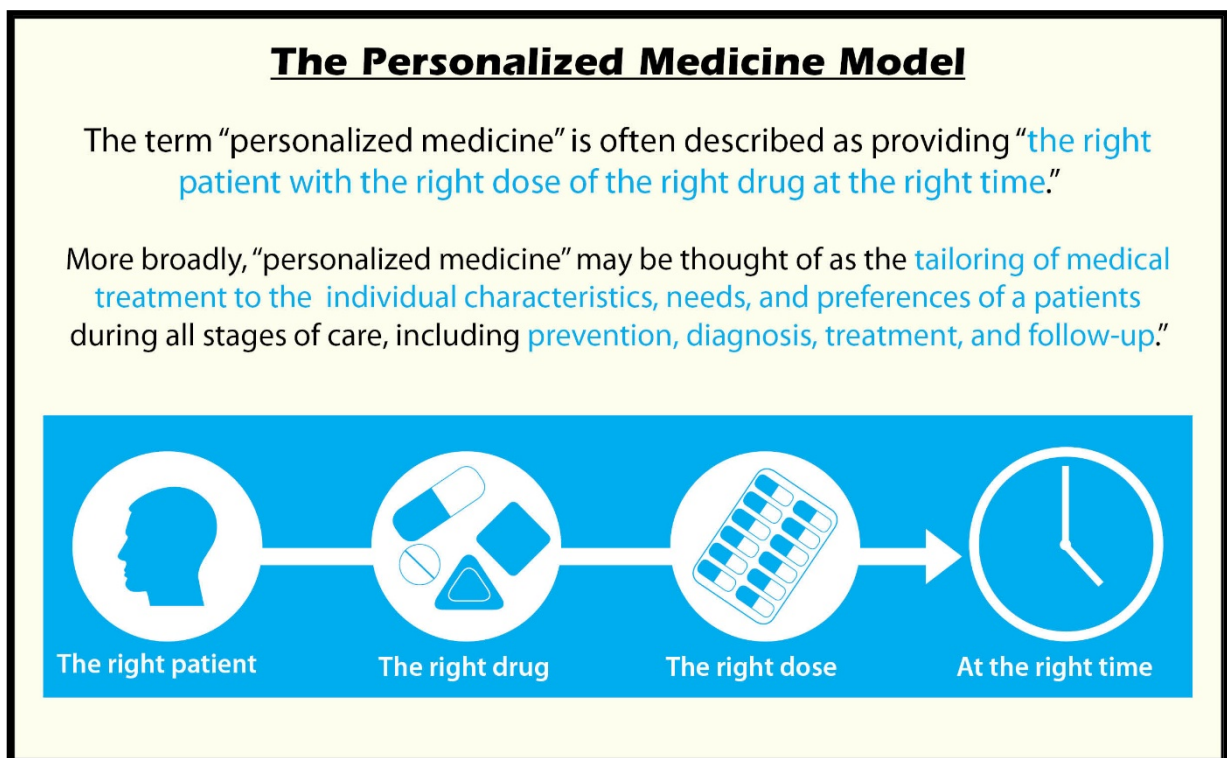 The Personalized Medicine Model
The term “personalized medicine” is often described as providing “the right
patient with the right dose of the right drug at the right time.”
More broadly, “personalized medicine” may be thought of as the tailoring of medical
treatment to the individual characteristics, needs, and preferences of a patients
during all stages of care, including prevention, diagnosis, treatment, and follow-up.”
The right patient
The right drug
The right dose
At the right time